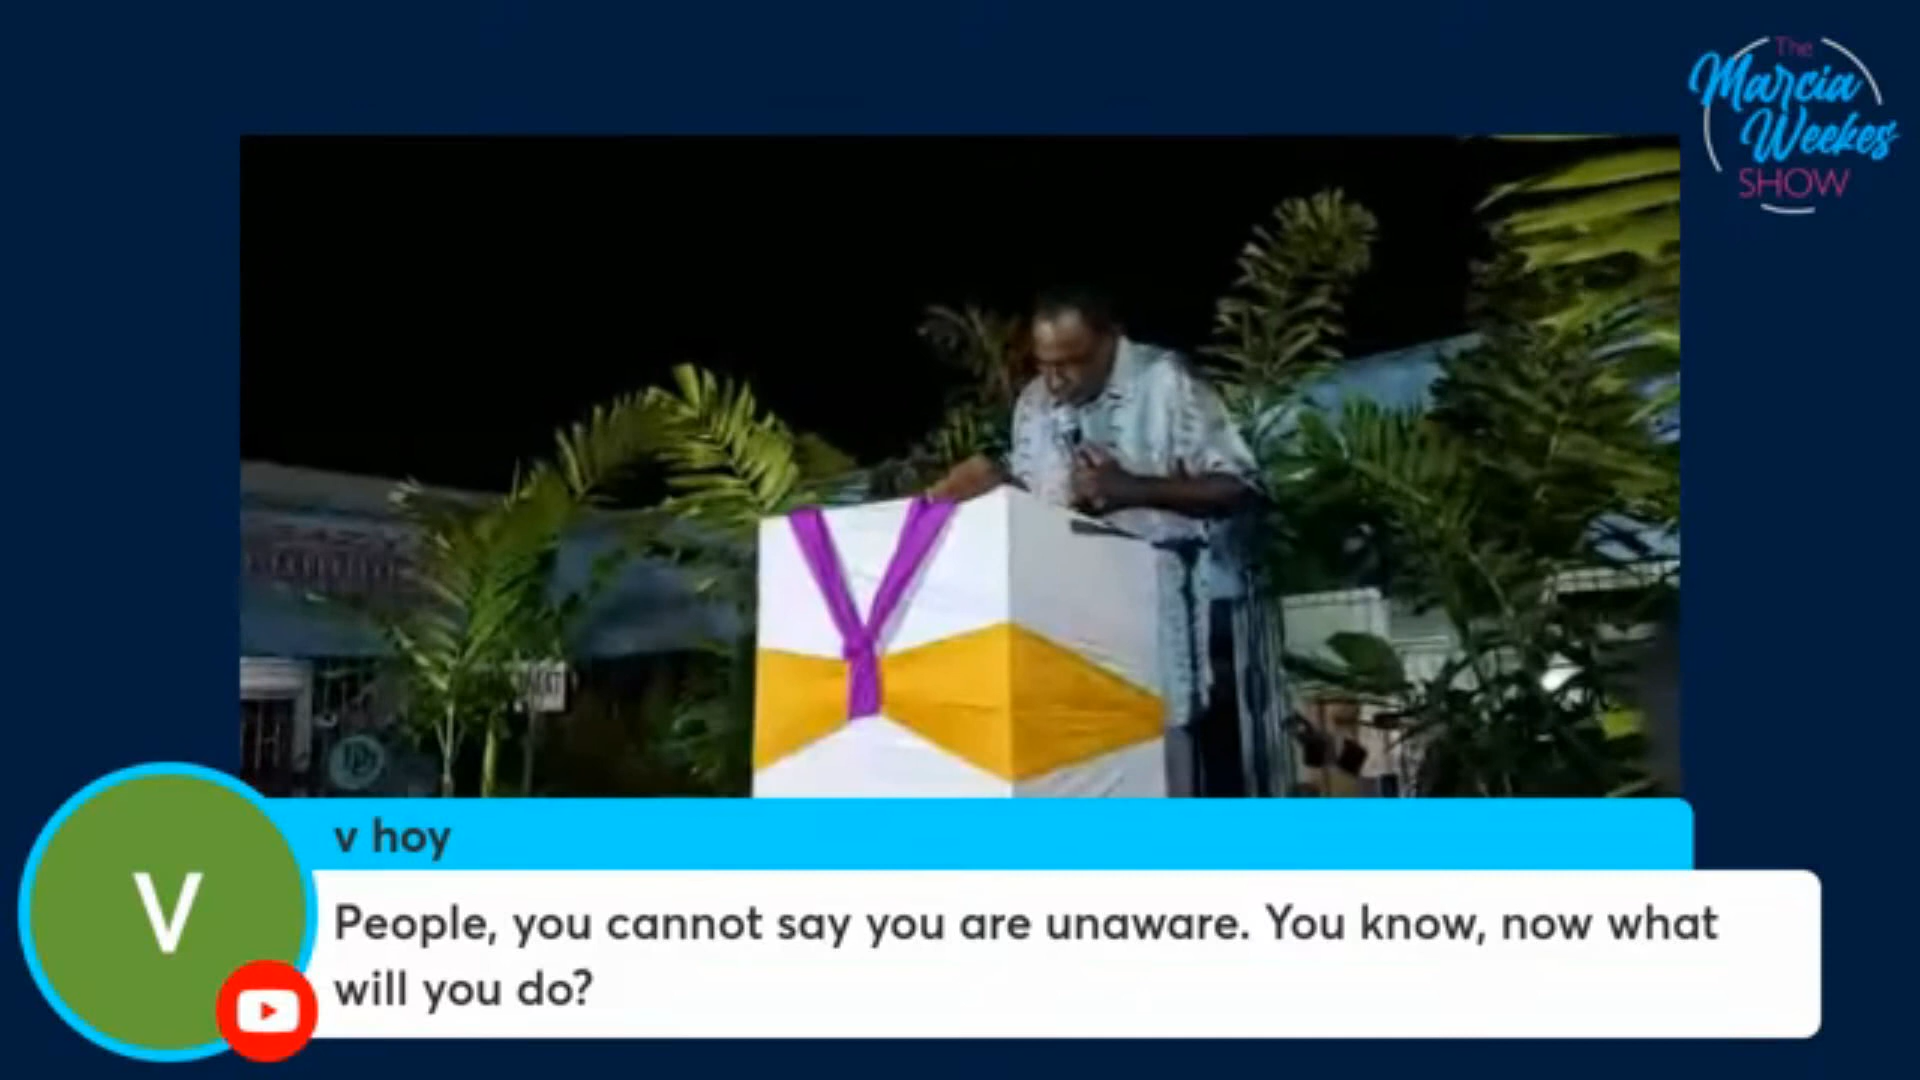 The
Marcia
Weekes
SHOW
v hoy
V
People, you cannot say you are unaware. You know, now what
will you do?